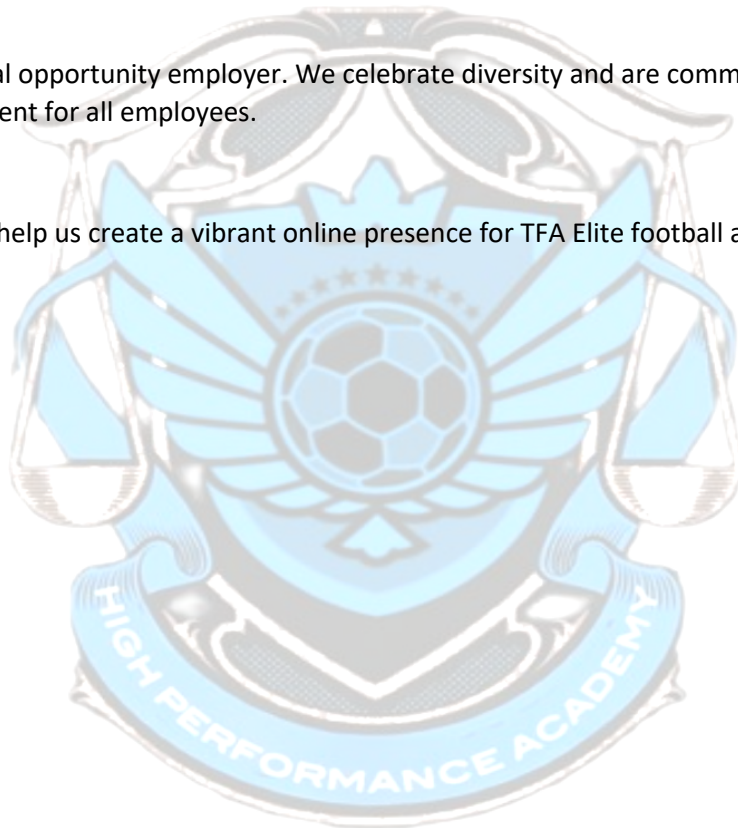 al opportunity employer. We celebrate diversity and are comm
ent for all employees.
help us create a vibrant online presence for TFA Elite football a
HIGH PERFORMANCE ACADEMY